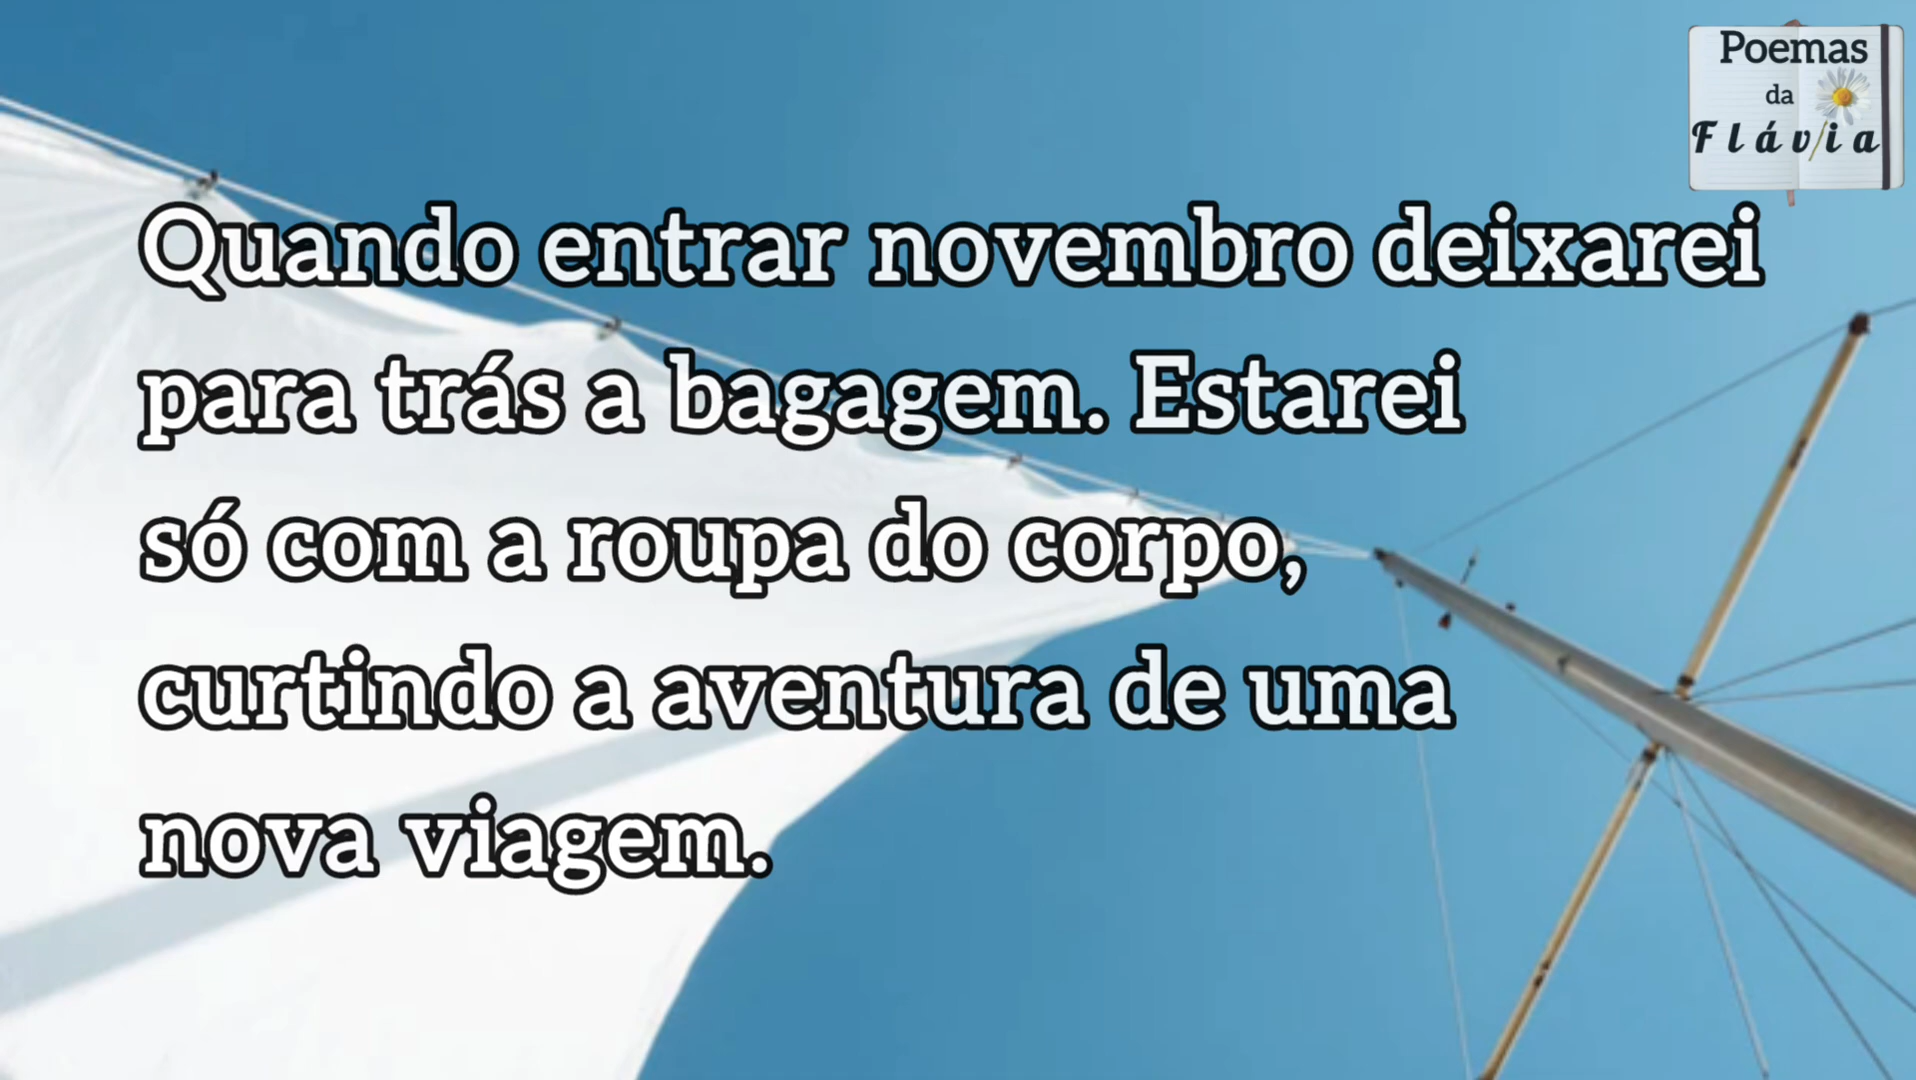 Poemas
da
Flávia
Quando entrar novembro deixarei
para trás a bagagem. Estarei
só com a roupa do corpo,
curtindo a aventura de uma
nova viagem.